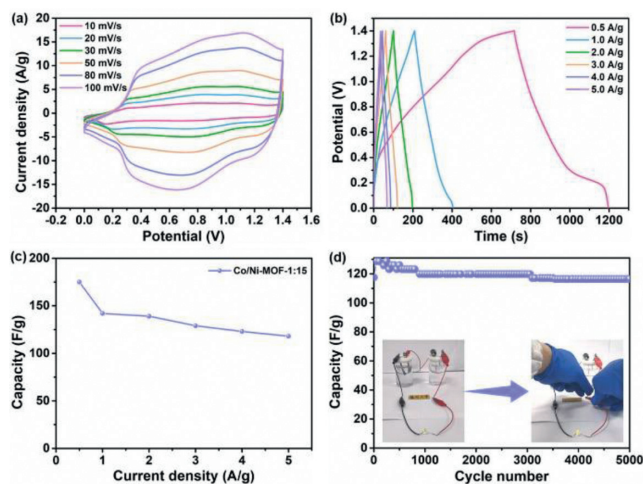 (a)
10 mV/s
20 mV/s
30 mV/s
50 mV/s
80 mV/s
100 mV/s
Current density (A/g)
25
20
15
10
5
0
-5
-10
-15
-20
-0.2 0.0 0.2 0.4 0.6 0.8 1.0 1.2 1.4 1.6
Potential (V)
(b)
0.5 A/g
1.0 A/g
2.0 A/g
3.0 A/g
4.0 A/g
5.0 A/g
Potential (V)
1.6
1.4
1.2
1.0
0.8
0.6
0.4
0.2
0.0
0 200 400 600 800 1000 1200
Time (s)
(c)
Co/Ni-MOF-1:15
Capacity (F/g)
200
150
100
50
0
0 1 2 3 4 5
Current density (A/g)
(d)
Capacity (F/g)
120
100
80
60
40
20
0
0 1000 2000 3000 4000 5000
Cycle number